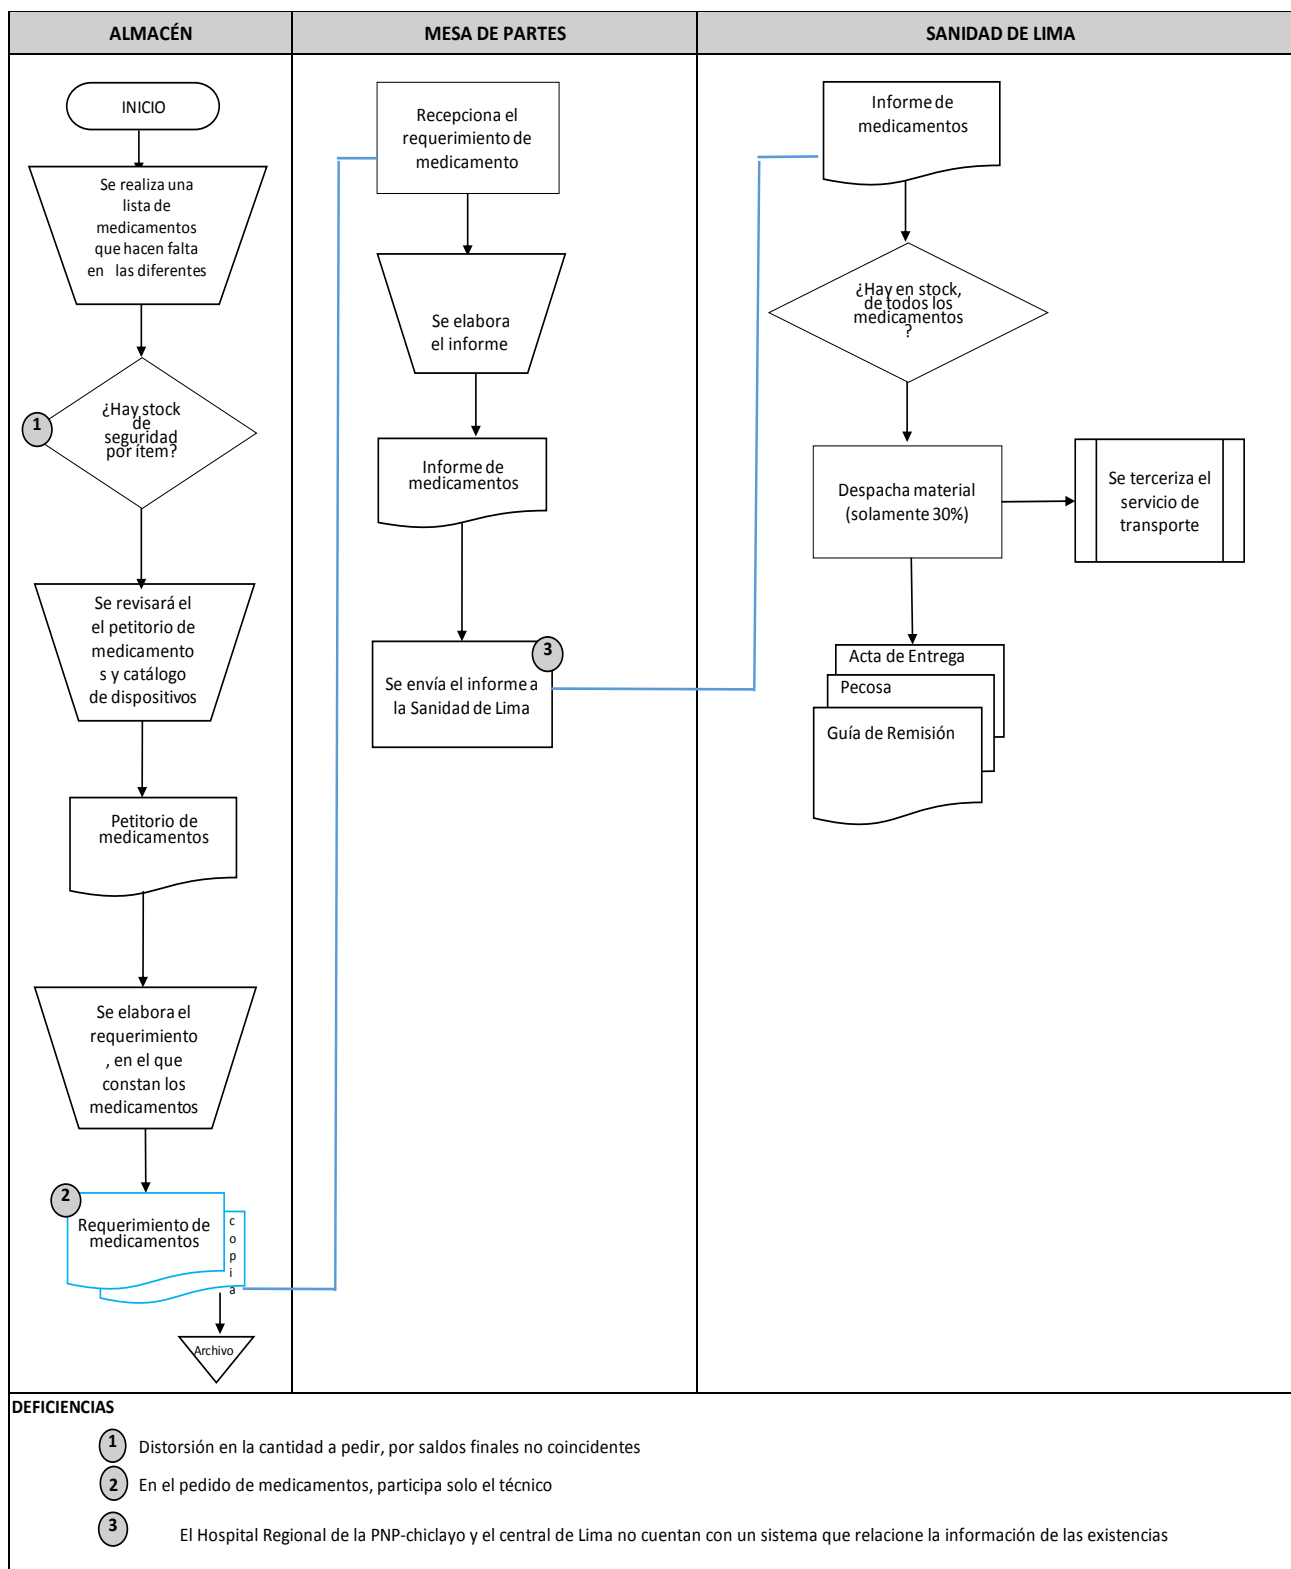 ALMACÉN
MESA DE PARTES
SANIDAD DE LIMA
INICIO
Se realiza una
lista de
medicamentos
que hacen falta
en las diferentes
1
¿Hay stock
de
seguridad
por ítem?
Se revisará el
el petitorio de
medicamento
s y catálogo
de dispositivos
Petitorio de
medicamentos
Se elabora el
requerimiento
, en el que
constan los
medicamentos
2
Requerimiento de
medicamentos
c
o
p
i
a
Archivo
Recepciona el
requerimiento de
medicamento
Se elabora
el informe
Informe de
medicamentos
3
Se envía el informe a
la Sanidad de Lima
Informe de
medicamentos
¿Hay en stock,
de todos los
medicamentos
?
Despacha material
(solamente 30%)
Se terceriza el
servicio de
transporte
Acta de Entrega
Pecosa
Guía de Remisión
DEFICIENCIAS
1 Distorsión en la cantidad a pedir, por saldos finales no coincidentes
2 En el pedido de medicamentos, participa solo el técnico
3 El Hospital Regional de la PNP-chiclayo y el central de Lima no cuentan con un sistema que relacione la información de las existencias